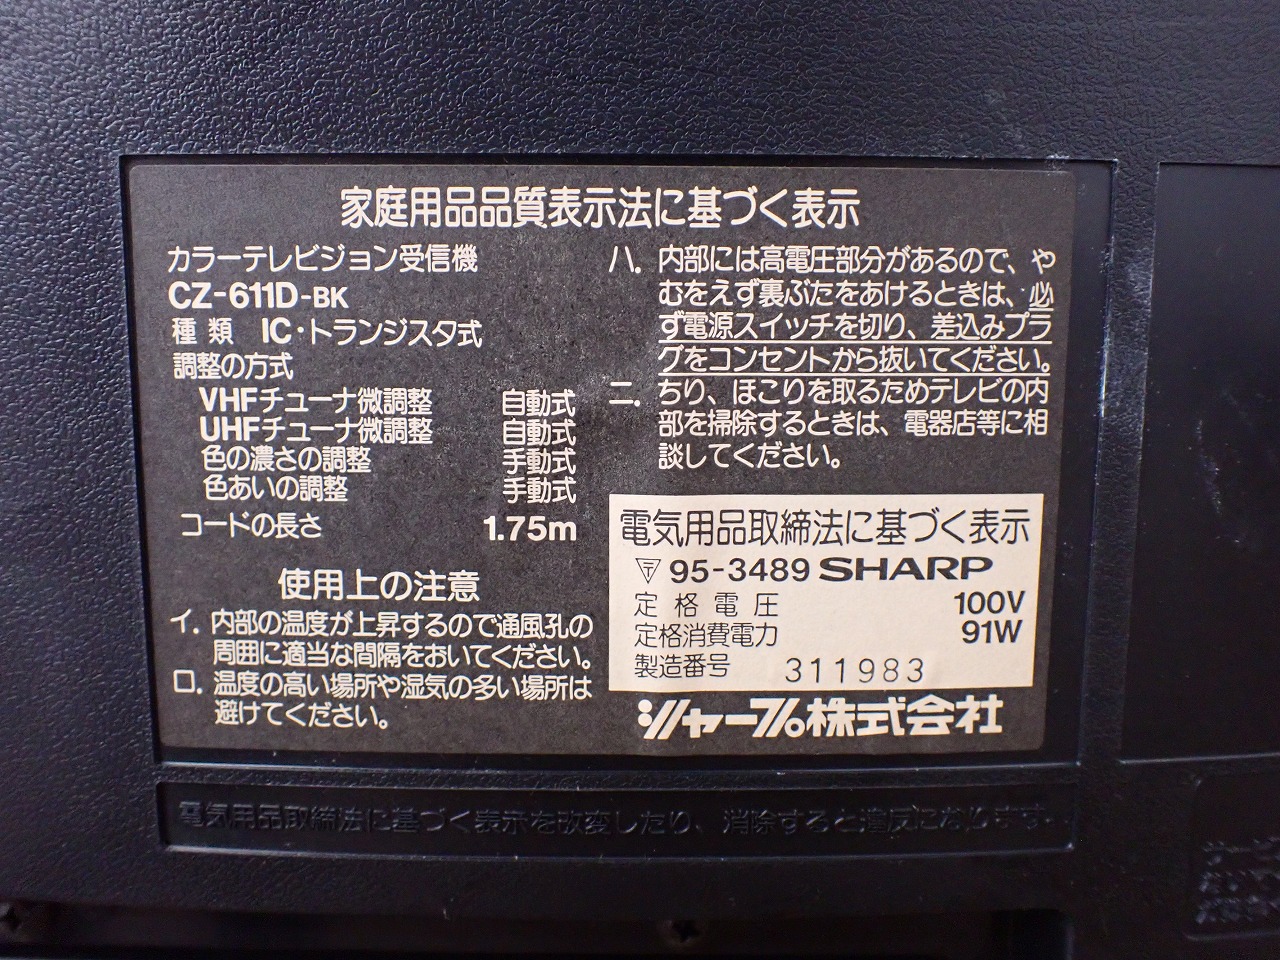 家庭用品品質表示法に基づく表示
カラーテレビジョン受信機
CZ-611D-BK
種類 IC・トランジスタ式
調整の方式
VHFチューナ微調整 自動式
UHFチューナ微調整 自動式
色の濃さの調整 手動式
色あいの調整 手動式
コードの長さ 1.75m
使用上の注意
イ. 内部の温度が上昇するので通風孔の
周囲に適当な間隔をおいてください。
ロ. 温度の高い場所や湿気の多い場所は
避けてください。
ハ. 内部には高電圧部分があるので、や
むをえず裏ぶたをあけるときは、必
ず電源スイッチを切り、差込みプラ
グをコンセントから抜いてください。
ニ. ちり、ほこりを取るためテレビの内
部を掃除するときは、電器店等に相
談してください。
電気用品取締法に基づく表示
〒 95-3489 SHARP
定格電圧 100V
定格消費電力 91W
製造番号 311983
シャープ株式会社
電気用品取締法に基づく表示を改変したり、消除すると違反になります。